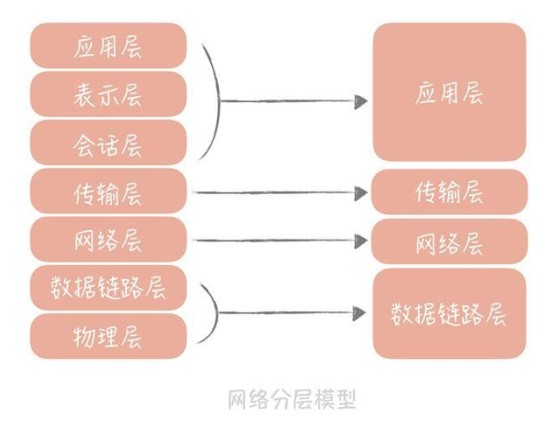 应用层
表示层
会话层
传输层
网络层
数据链路层
物理层
应用层
传输层
网络层
数据链路层
网络分层模型